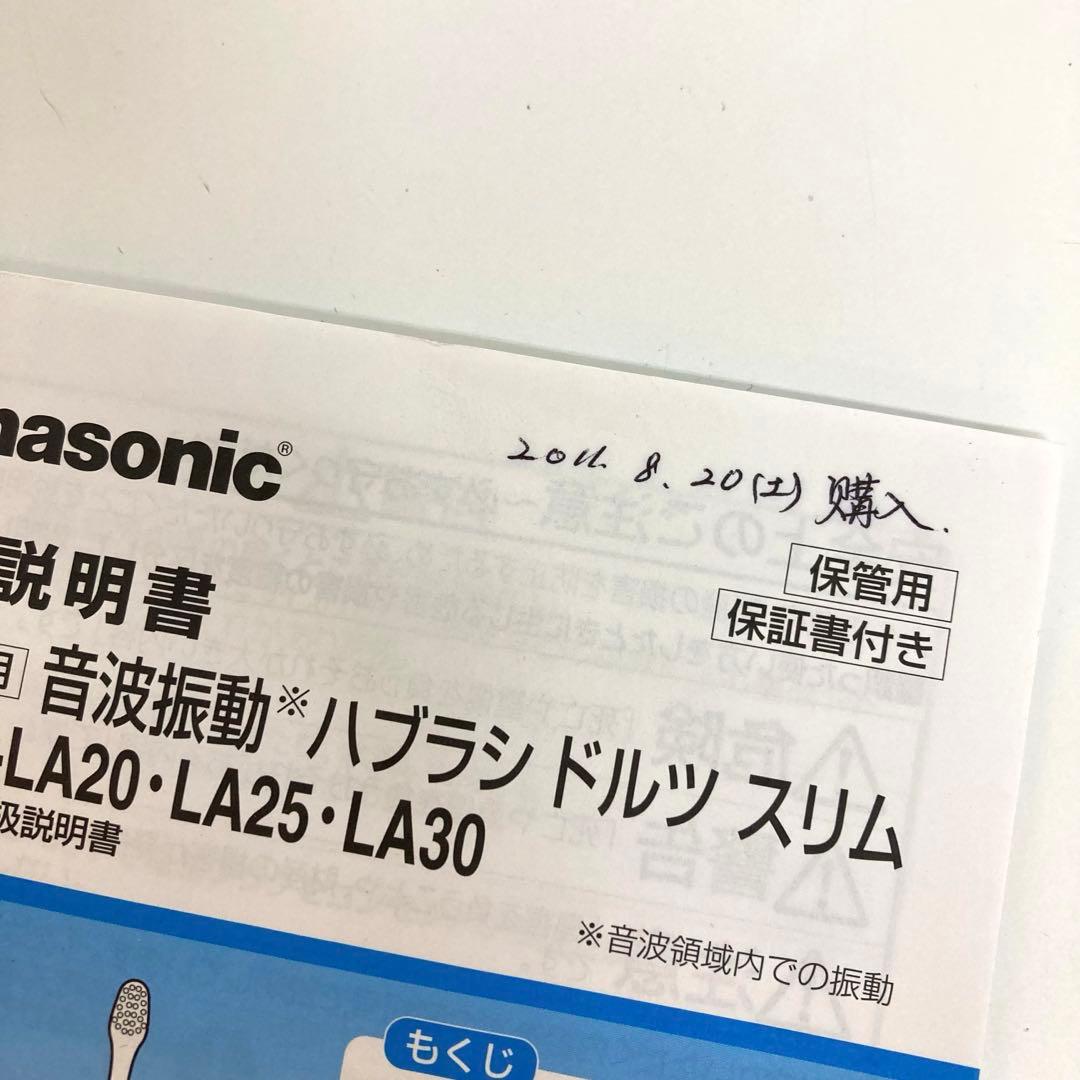 2011. 8. 20(土) 購入.
nasonic®
説明書
保管用
保証書付き
用 音波振動※ハブラシ ドルツ スリム
-LA20・LA25・LA30
扱説明書
※音波領域内での振動
もくじ